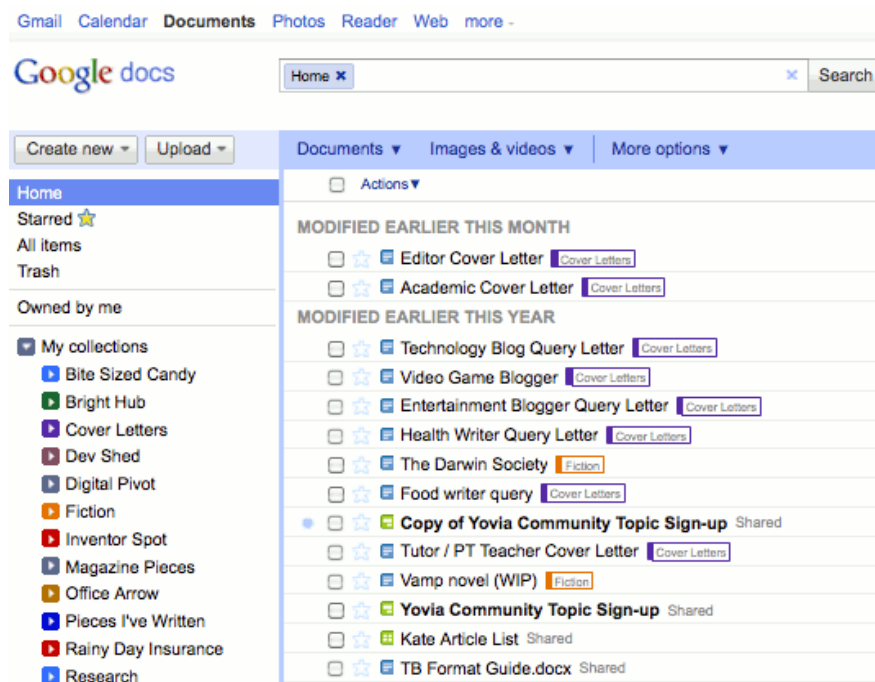 Gmail Calendar Documents Photos Reader Web more
Google docs
Home × × Search
Create new Upload
Documents Images & videos More options
Home
Starred
All items
Trash
Owned by me
My collections
Bite Sized Candy
Bright Hub
Cover Letters
Dev Shed
Digital Pivot
Fiction
Inventor Spot
Magazine Pieces
Office Arrow
Pieces I've Written
Rainy Day Insurance
Research
Actions
MODIFIED EARLIER THIS MONTH
Editor Cover Letter Cover Letters
Academic Cover Letter Cover Letters
MODIFIED EARLIER THIS YEAR
Technology Blog Query Letter Cover Letters
Video Game Blogger Cover Letters
Entertainment Blogger Query Letter Cover Letters
Health Writer Query Letter Cover Letters
The Darwin Society Fiction
Food writer query Cover Letters
Copy of Yovia Community Topic Sign-up Shared
Tutor / PT Teacher Cover Letter Cover Letters
Vamp novel (WIP) Fiction
Yovia Community Topic Sign-up Shared
Kate Article List Shared
TB Format Guide.docx Shared